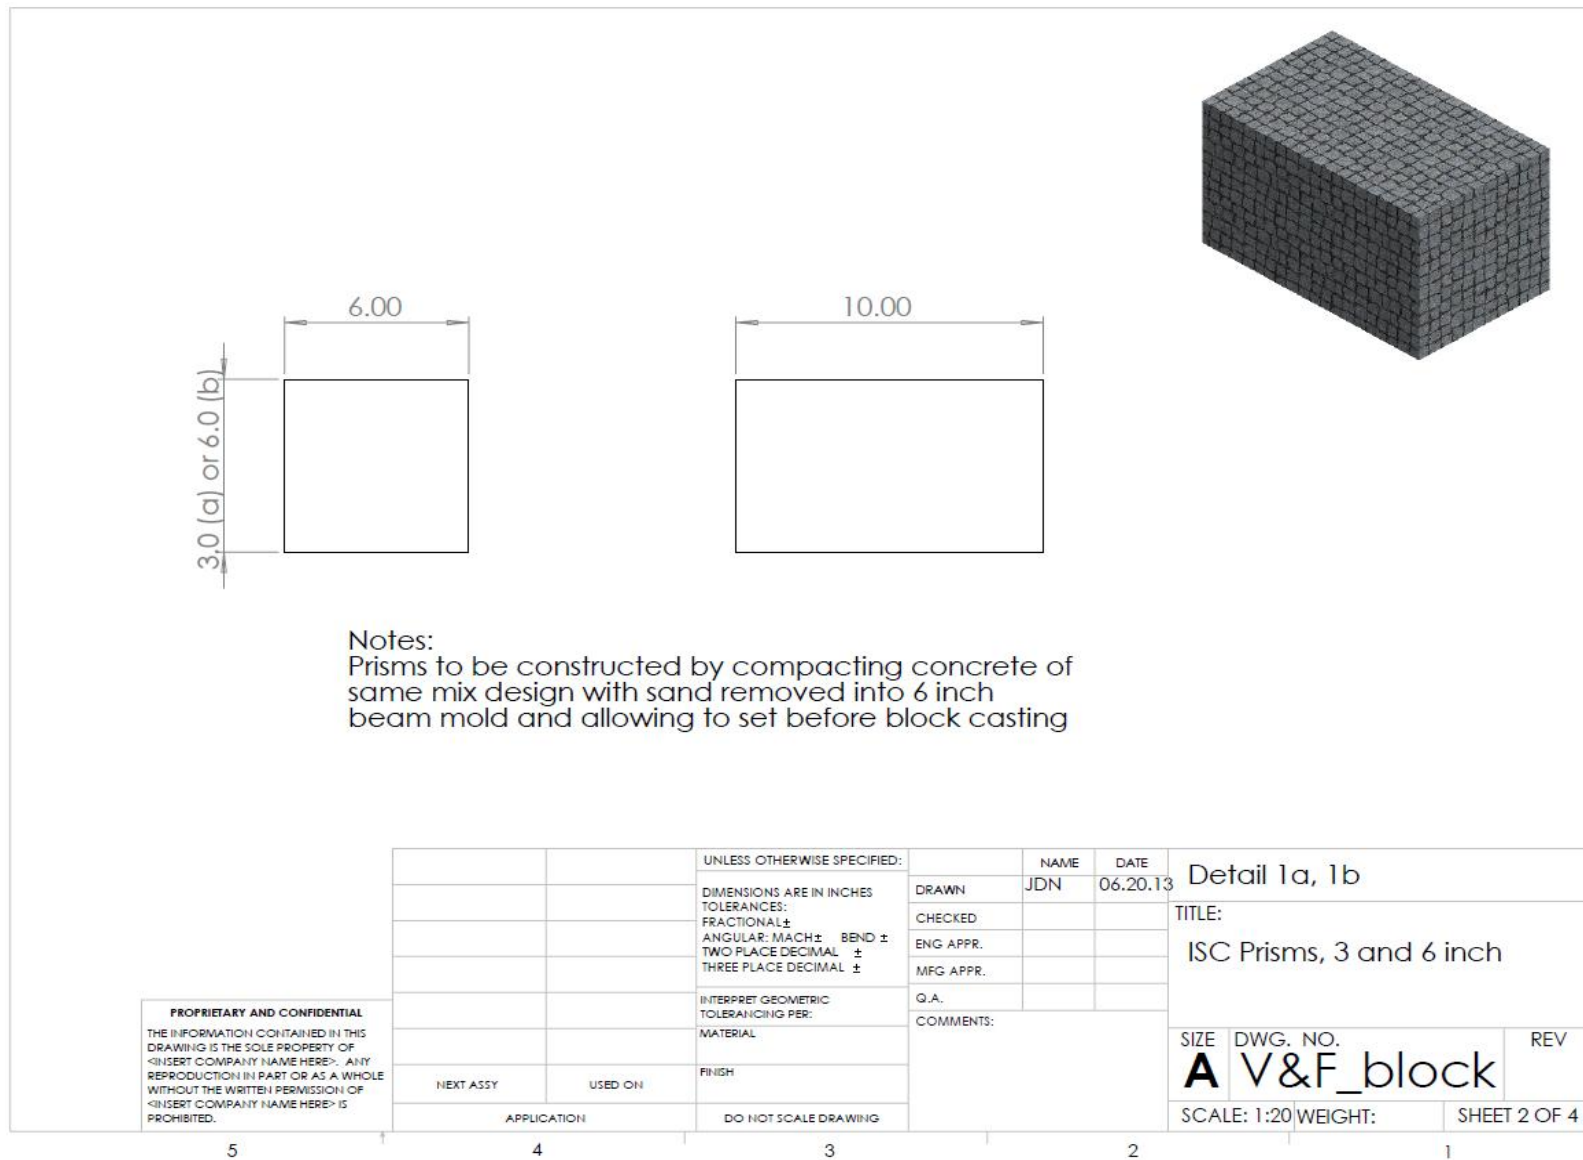 6.00
10.00
3.0 (a) or 6.0 (b)
Notes:
Prisms to be constructed by compacting concrete of
same mix design with sand removed into 6 inch
beam mold and allowing to set before block casting
PROPRIETARY AND CONFIDENTIAL
THE INFORMATION CONTAINED IN THIS
DRAWING IS THE SOLE PROPERTY OF
<INSERT COMPANY NAME HERE>. ANY
REPRODUCTION IN PART OR AS A WHOLE
WITHOUT THE WRITTEN PERMISSION OF
<INSERT COMPANY NAME HERE> IS
PROHIBITED.
NEXT ASSY
USED ON
APPLICATION
UNLESS OTHERWISE SPECIFIED:
DIMENSIONS ARE IN INCHES
TOLERANCES:
FRACTIONAL±
ANGULAR: MACH± BEND ±
TWO PLACE DECIMAL ±
THREE PLACE DECIMAL ±
INTERPRET GEOMETRIC
TOLERANCING PER:
MATERIAL
FINISH
DO NOT SCALE DRAWING
NAME
DATE
DRAWN
JDN
06.20.13
CHECKED
ENG APPR.
MFG APPR.
Q.A.
COMMENTS:
Detail 1a, 1b
TITLE:
ISC Prisms, 3 and 6 inch
SIZE
A
DWG. NO.
V&F_block
REV
SCALE: 1:20
WEIGHT:
SHEET 2 OF 4
5
4
3
2
1